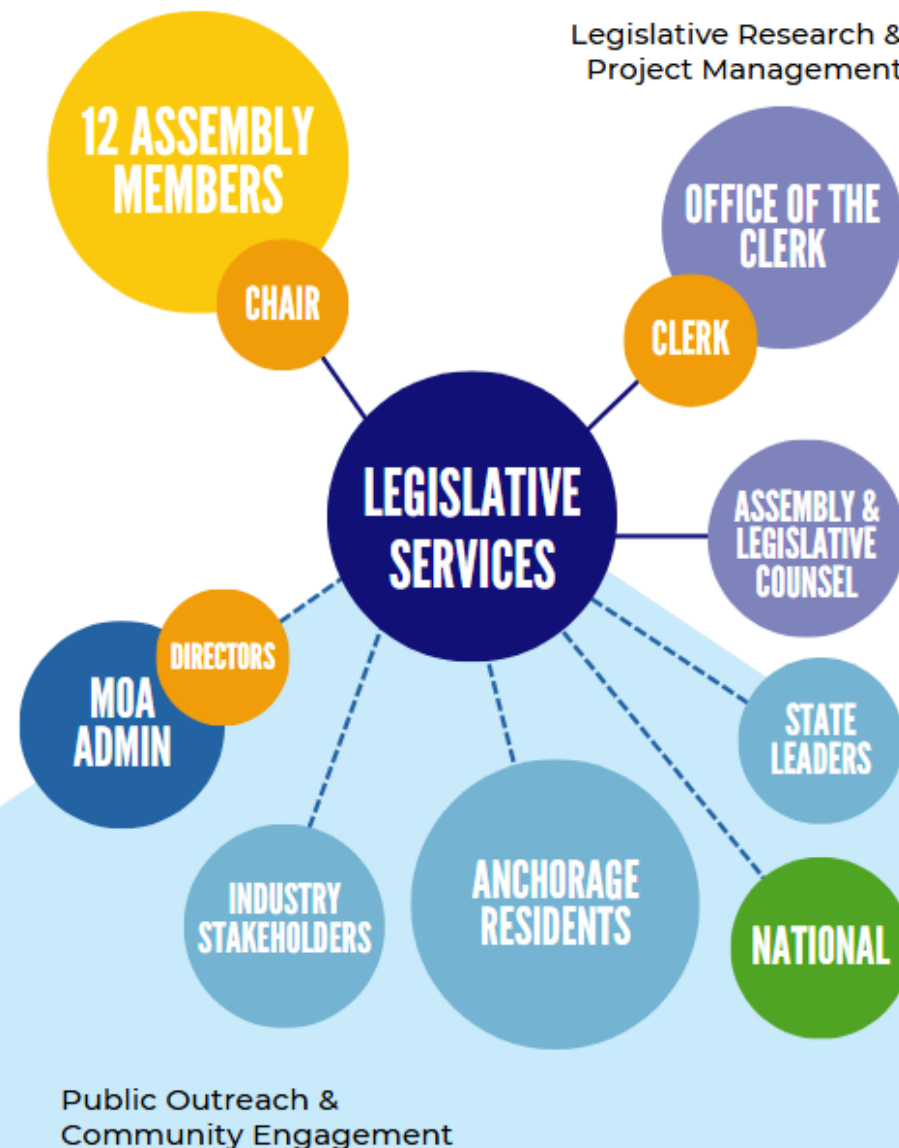 Legislative Research &
Project Management
12 ASSEMBLY
MEMBERS
CHAIR
OFFICE OF THE
CLERK
CLERK
LEGISLATIVE
SERVICES
ASSEMBLY &
LEGISLATIVE
COUNSEL
DIRECTORS
MOA
ADMIN
STATE
LEADERS
INDUSTRY
STAKEHOLDERS
ANCHORAGE
RESIDENTS
NATIONAL
Public Outreach &
Community Engagement